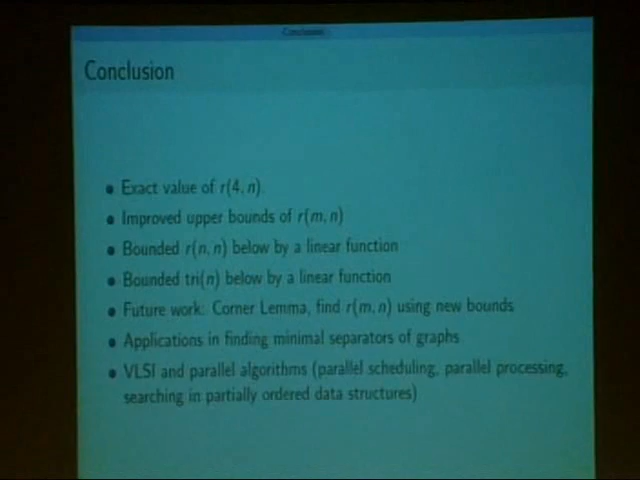 Conclusion
Conclusion
• Exact value of r(4, n)
• Improved upper bounds of r(m, n)
• Bounded r(n, n) below by a linear function
• Bounded tri(n) below by a linear function
• Future work: Corner Lemma, find r(m, n) using new bounds
• Applications in finding minimal separators of graphs
• VLSI and parallel algorithms (parallel scheduling, parallel processing,
searching in partially ordered data structures)